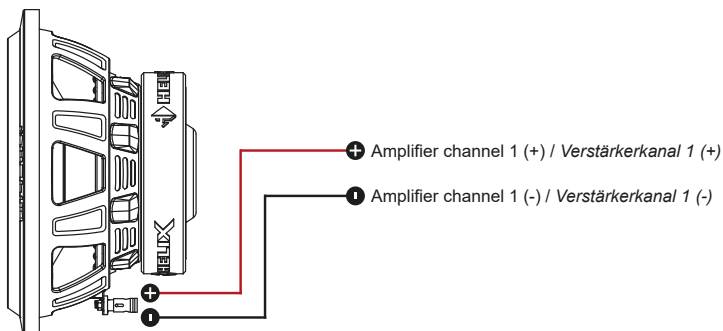 HELIX
Amplifier channel 1 (+) / Verstärkerkanal 1 (+)
Amplifier channel 1 (-) / Verstärkerkanal 1 (-)
HELIX